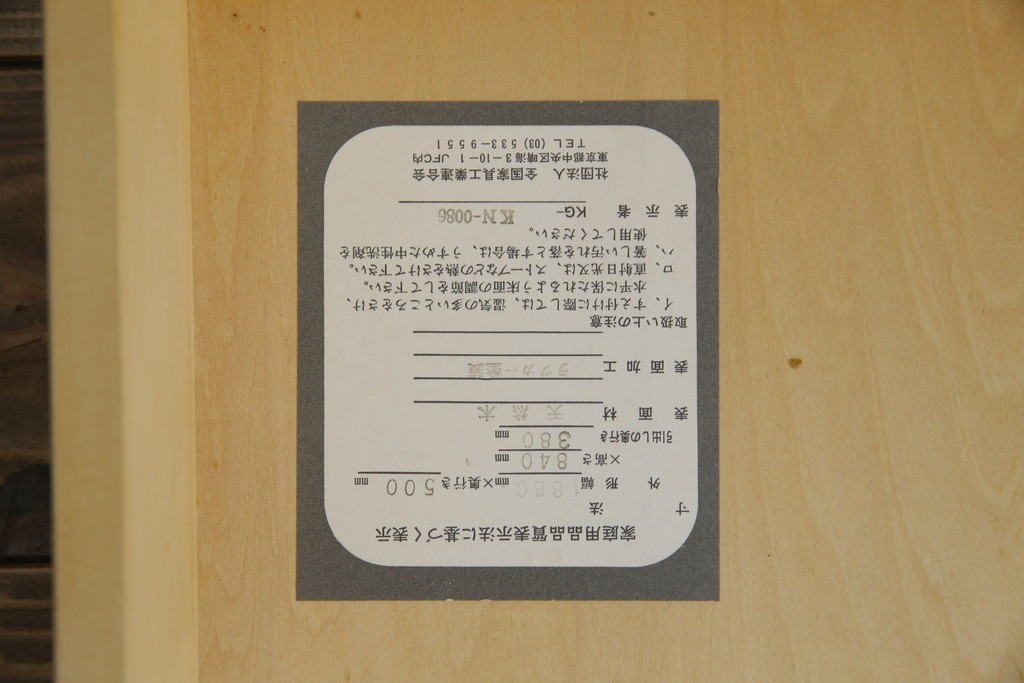 家庭用品品質表示法に基づく表示
寸法
外形 幅 1680 mm×奥行き 500 mm
×高さ 840 mm
引出しの奥行き 380 mm
表面材 天然木
表面加工 ラッカー塗装
取扱い上の注意
イ、すえ付けに際しては、湿気の多いところをさけ、
水平に保たれるよう床面の調節をして下さい。
ロ、直射日光又は、ストーブなどの熱をさけて下さい。
ハ、著しい汚れを落とす場合は、うすめた中性洗剤を
使用してください。
表示者 KG- KN-0086
社団法人 全国家具工業連合会
東京都中央区晴海3-10-1 JFC内
TEL (03) 533-9551